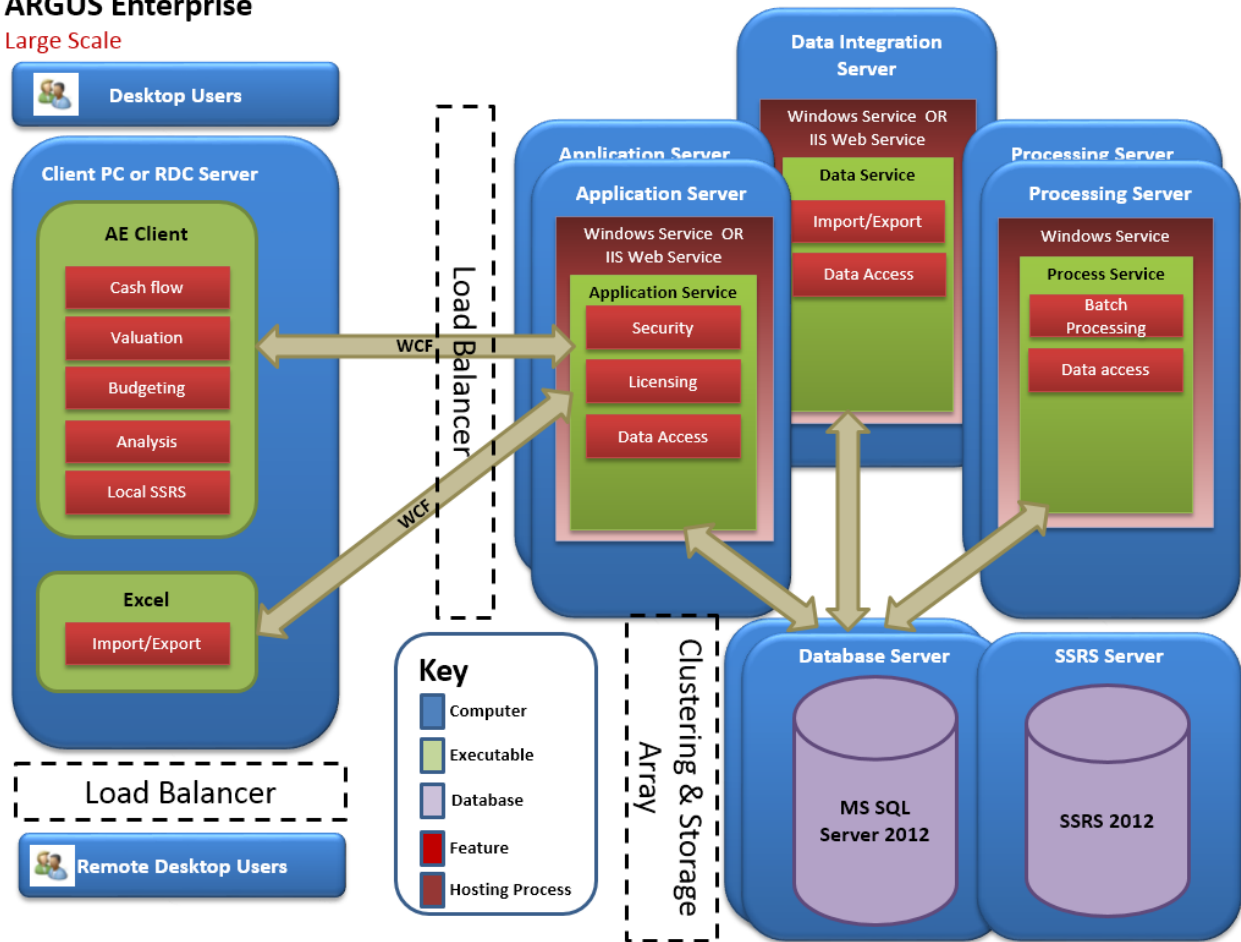 ARGUS Enterprise
Large Scale
Desktop Users
Client PC or RDC Server
AE Client
Cash flow
Valuation
Budgeting
Analysis
Local SSRS
Excel
Import/Export
Load Balancer
Remote Desktop Users
WCF
WCF
Load Balancer
Application Server
Application Server
Windows Service OR
IIS Web Service
Application Service
Security
Licensing
Data Access
Data Integration
Server
Windows Service OR
IIS Web Service
Data Service
Import/Export
Data Access
Processing Server
Processing Server
Windows Service
Process Service
Batch
Processing
Data access
Key
Computer
Executable
Database
Feature
Hosting Process
Clustering & Storage
Array
Database Server
MS SQL
Server 2012
SSRS Server
SSRS 2012